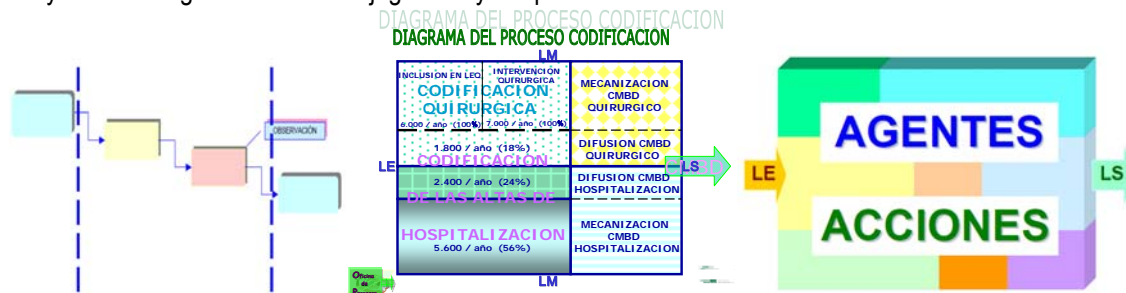 DIAGRAMA DEL PROCESO CODIFICACION
DIAGRAMA DEL PROCESO CODIFICACION
LM
INCLUSION EN LEQ
INTERVENCIÓN
QUIRURGICA
CODIFICACION
QUIRURGICA
6.000 / año (100%)
7.000 / año (100%)
MECANIZACION
CMBD
QUIRURGICO
OBSERVACIÓN
1.800 / año (18%)
CODIFICACION
DIFUSION CMBD
QUIRURGICO
LE
LS
2.400 / año (24%)
DE LAS ALTAS DE
DIFUSION CMBD
HOSPITALIZACION
HOSPITALIZACION
5.600 / año (56%)
MECANIZACION
CMBD
HOSPITALIZACION
LM
Oficina
de
AGENTES
LE
LS
ACCIONES